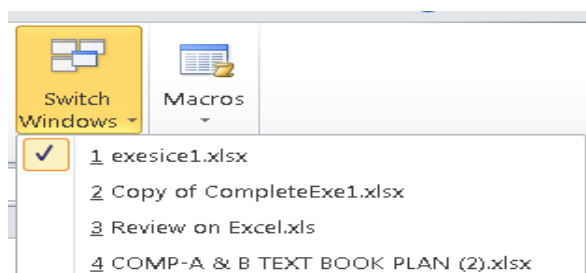 Switch
Windows
Macros
1 exesice1.xlsx
2 Copy of CompleteExe1.xlsx
3 Review on Excel.xls
4 COMP-A & B TEXT BOOK PLAN (2).xlsx